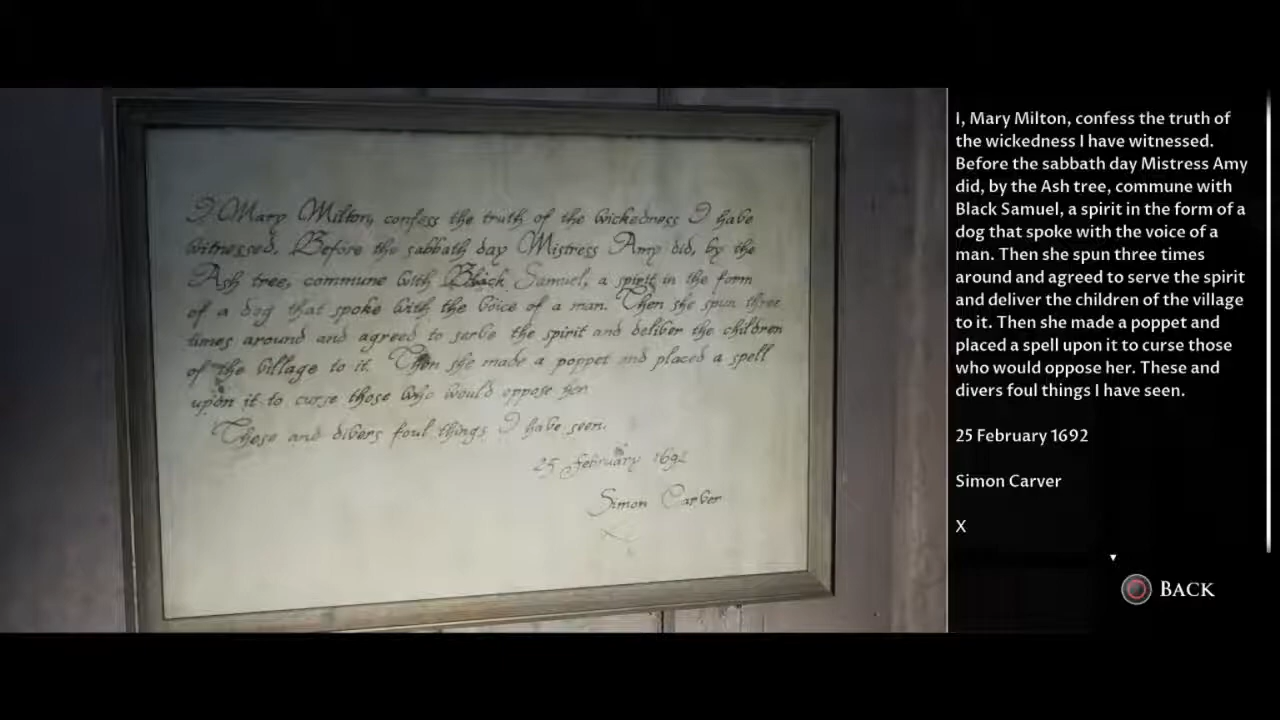 I, Mary Milton, confess the truth of the wickedness I have
witnessed. Before the sabbath day Mistress Amy did, by the
Ash tree, commune with Black Samuel, a spirit in the form
of a dog that spoke with the voice of a man. Then she spun three
times around and agreed to serve the spirit and deliver the children
of the village to it. Then she made a poppet and placed a spell
upon it to curse those who would oppose her.
These and divers foul things I have seen.
25 February 1692
Simon Carver
I, Mary Milton, confess the truth of
the wickedness I have witnessed.
Before the sabbath day Mistress Amy
did, by the Ash tree, commune with
Black Samuel, a spirit in the form of a
dog that spoke with the voice of a
man. Then she spun three times
around and agreed to serve the spirit
and deliver the children of the village
to it. Then she made a poppet and
placed a spell upon it to curse those
who would oppose her. These and
divers foul things I have seen.
25 February 1692
Simon Carver
X
BACK